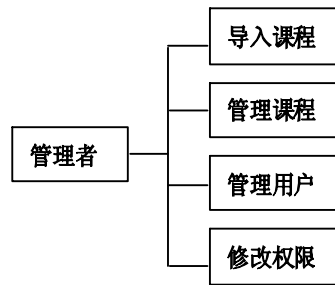 导入课程
管理课程
管理者
管理用户
修改权限